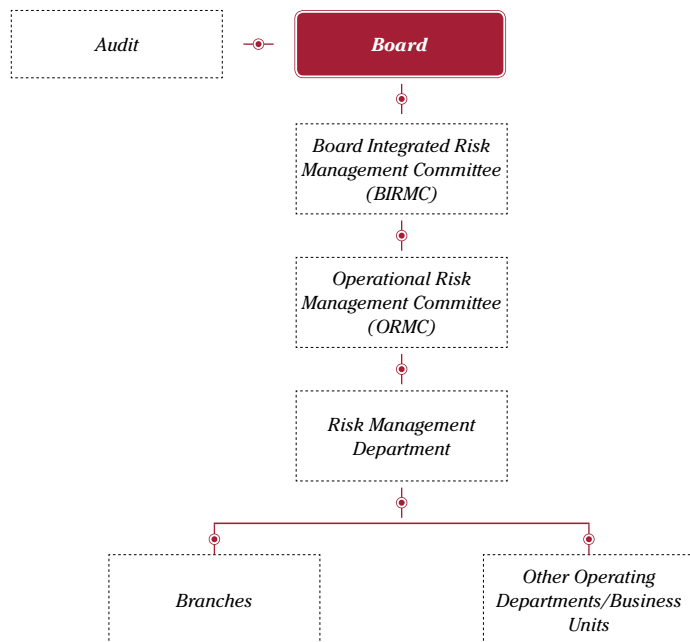 Audit
Board
Board Integrated Risk
Management Committee
(BIRMC)
Operational Risk
Management Committee
(ORMC)
Risk Management
Department
Branches
Other Operating
Departments/Business
Units